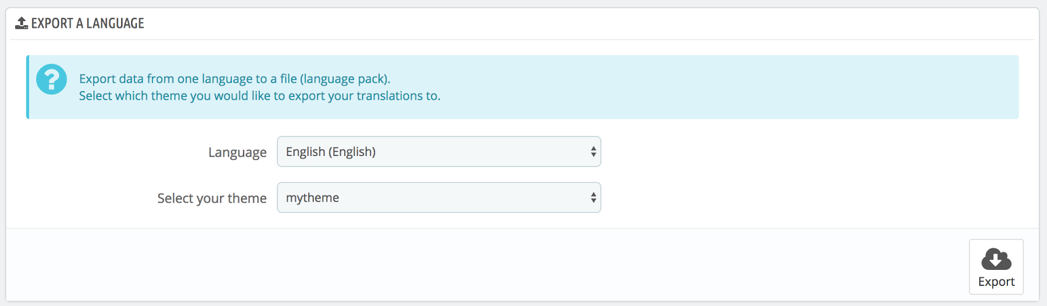 EXPORT A LANGUAGE
Export data from one language to a file (language pack).
Select which theme you would like to export your translations to.
Language
English (English)
Select your theme
mytheme
Export